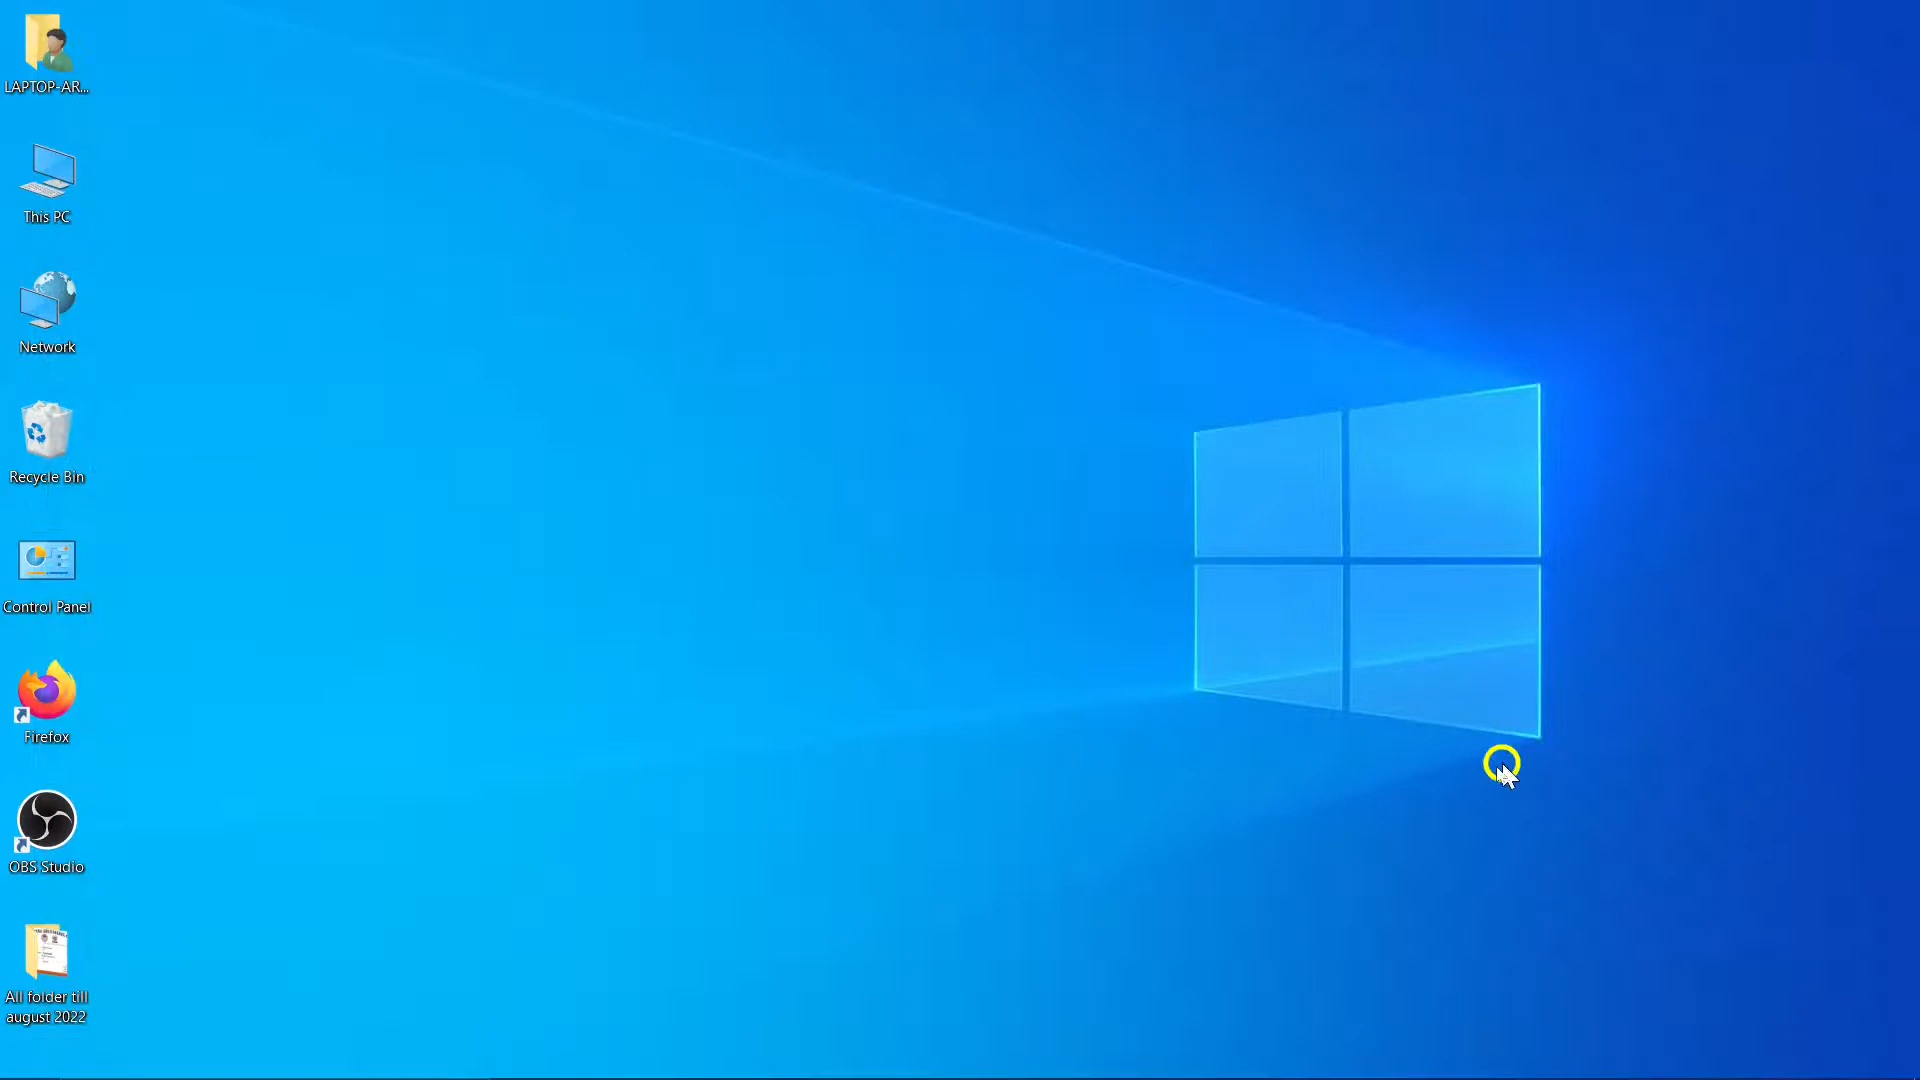 LAPTOP-AR...
This PC
Network
Recycle Bin
Control Panel
Firefox
OBS Studio
All folder till
august 2022